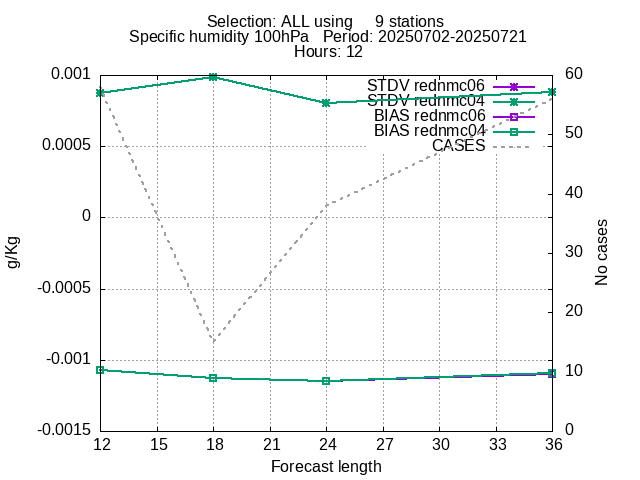 Selection: ALL using 9 stations
Specific humidity 100hPa Period: 20250702-20250721
Hours: 12
STDV rednmc06
STDV rednmc04
BIAS rednmc06
BIAS rednmc04
CASES
0.001
0.0005
0
-0.0005
-0.001
-0.0015
g/Kg
60
50
40
30
20
10
0
No cases
12 15 18 21 24 27 30 33 36
Forecast length